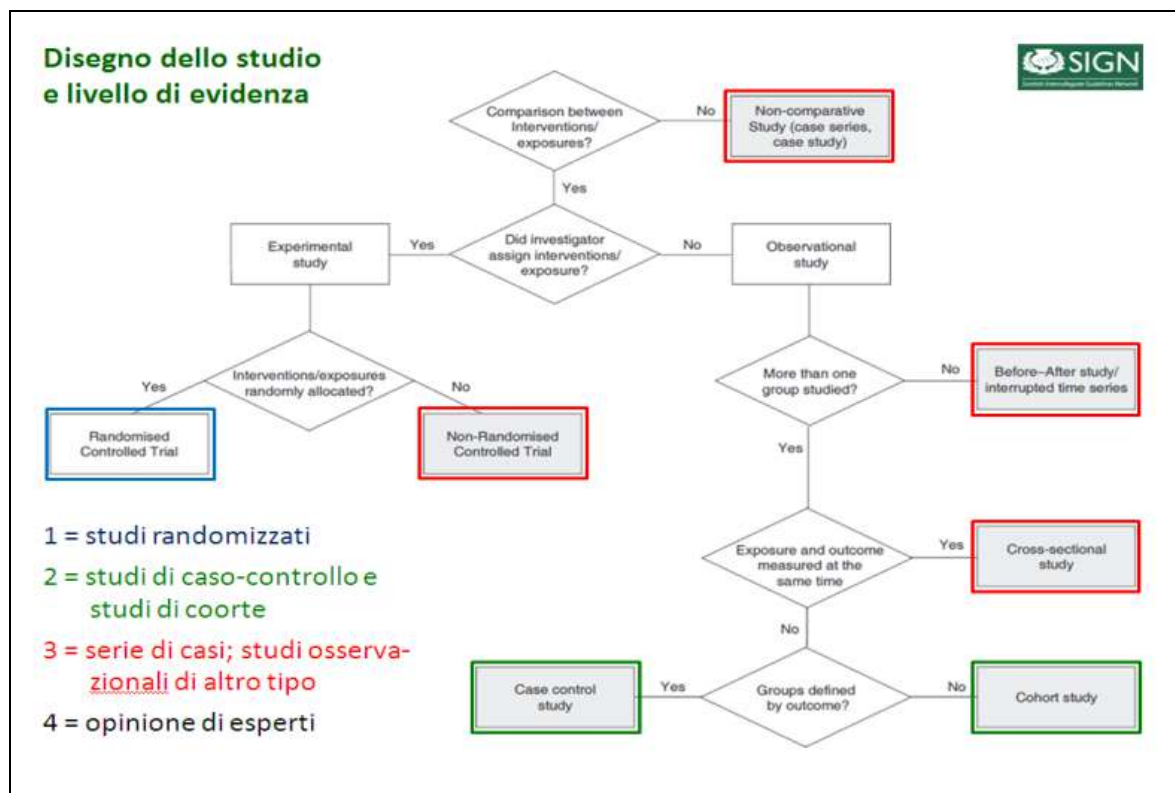 Disegno dello studio
e livello di evidenza
SIGN
Comparison between
Interventions/
exposures?
No
Non-comparative
Study (case series,
case study)
Yes
Experimental
study
Yes
Did investigator
assign interventions/
exposure?
No
Observational
study
Yes
Interventions/exposures
randomly allocated?
No
More than one
group studied?
No
Before–After study/
interrupted time series
Randomised
Controlled Trial
Non-Randomised
Controlled Trial
Yes
1 = studi randomizzati
2 = studi di caso-controllo e
studi di coorte
3 = serie di casi; studi osserva-
zionali di altro tipo
4 = opinione di esperti
Exposure and outcome
measured at the
same time
Yes
Cross-sectional
study
No
Case control
study
Yes
Groups defined
by outcome?
No
Cohort study